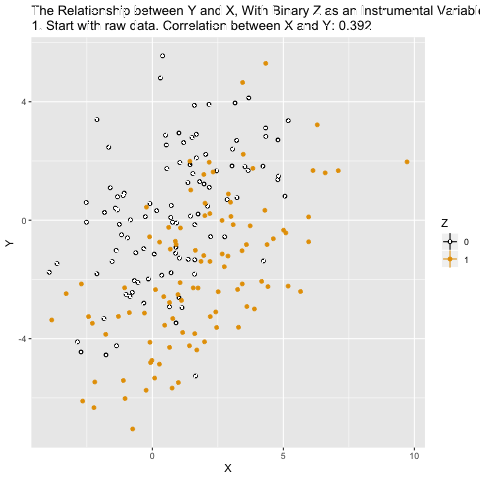 The Relationship between Y and X, With Binary Z as an Instrumental Variable
1. Start with raw data. Correlation between X and Y: 0.392
4
0
-4
Y
0
5
10
X
Z
0
1